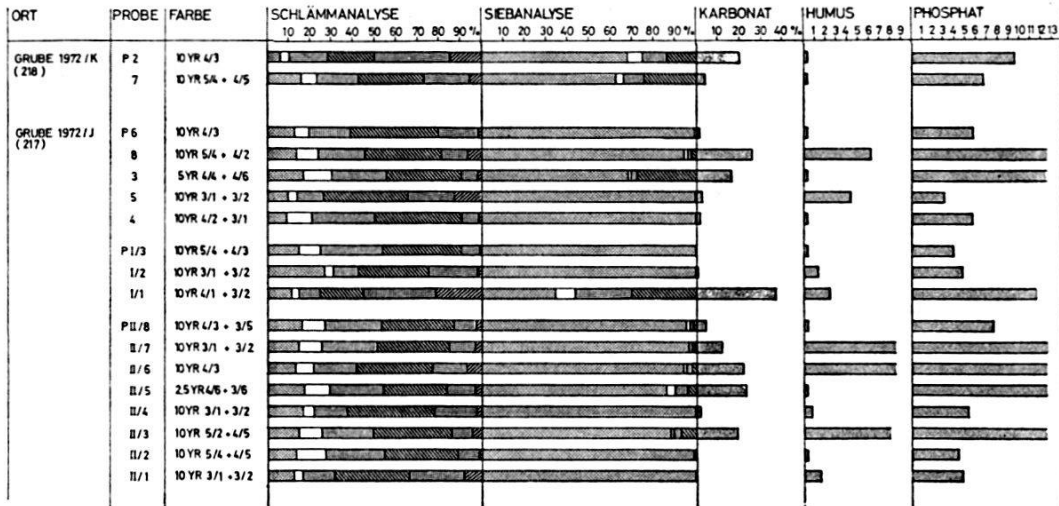 ORT PROBE FARBE SCHLÄMMANALYSE SIEBANALYSE KARBONAT HUMUS PHOSPHAT
10 20 30 40 50 60 70 80 90 % 10 20 30 40 50 60 70 80 90 % 10 20 30 40 % 1 2 3 4 5 6 7 8 9 1 2 3 4 5 6 7 8 9 10 11 12 13
GRUBE 1972/K P 2 10 YR 4/3
(218) 7 10 YR 5/4 + 4/5
GRUBE 1972/J P 6 10 YR 4/3
(217) 8 10 YR 5/4 + 4/2
3 5 YR 4/4 + 4/6
5 10 YR 3/1 + 3/2
4 10 YR 4/2 + 3/1
P I/3 10 YR 5/4 + 4/3
I/2 10 YR 3/1 + 3/2
I/1 10 YR 4/1 + 3/2
P II/8 10 YR 4/3 + 3/5
II/7 10 YR 3/1 + 3/2
II/6 10 YR 4/3
II/5 2.5 YR 4/6 + 3/6
II/4 10 YR 3/1 + 3/2
II/3 10 YR 5/2 + 4/5
II/2 10 YR 5/4 + 4/5
II/1 10 YR 3/1 + 3/2